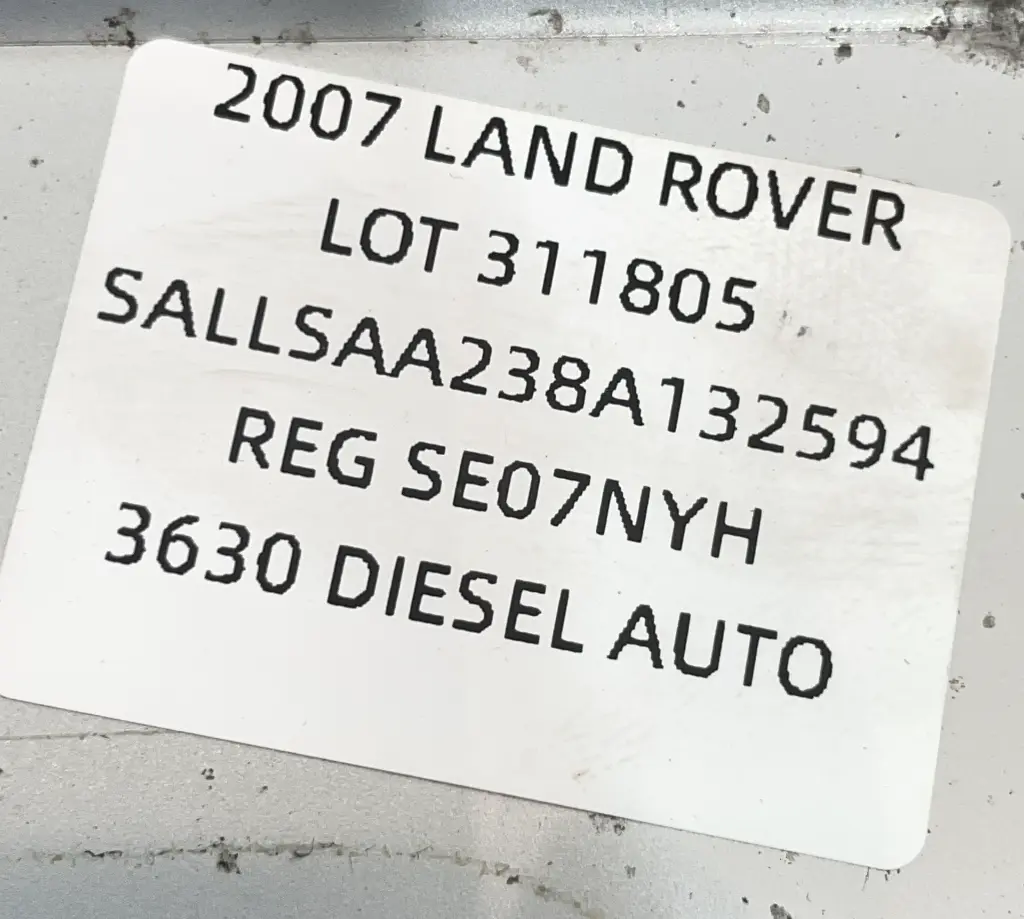 2007 LAND ROVER
LOT 311805
SALLSAA238A132594
REG SE07NYH
3630 DIESEL AUTO